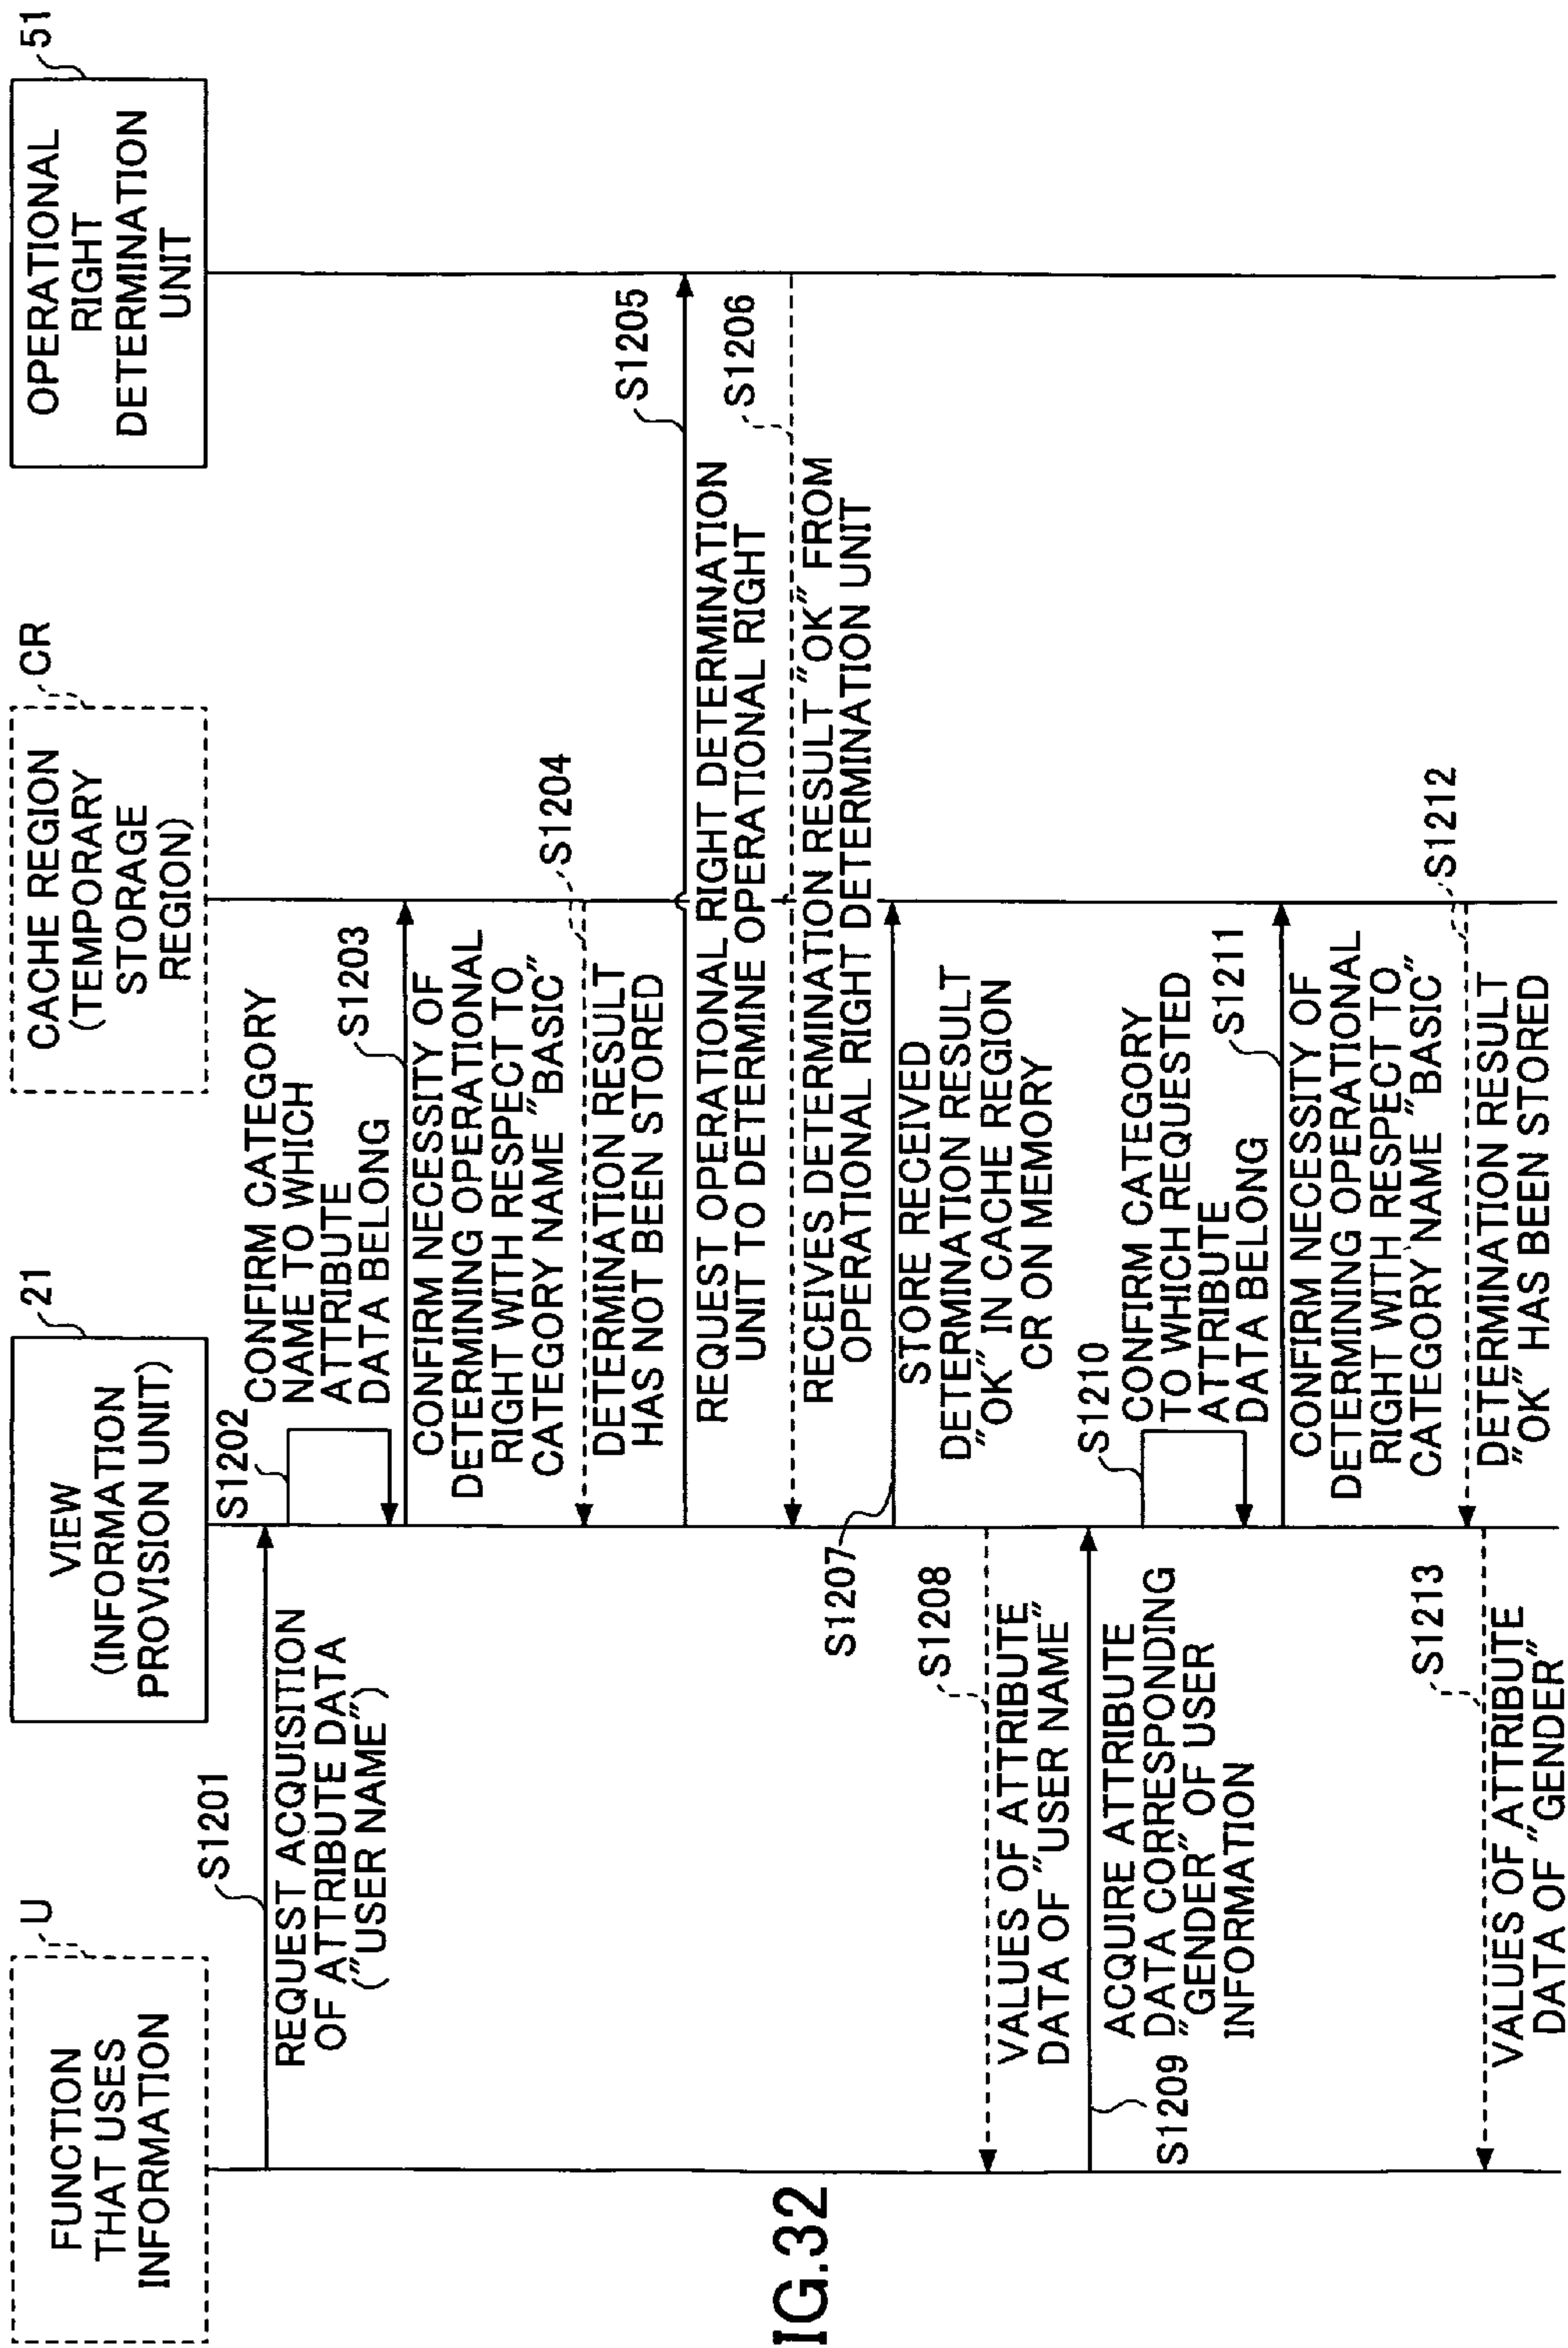 FUNCTION
THAT USES
INFORMATION
U
VIEW
(INFORMATION
PROVISION UNIT)
21
CACHE REGION
(TEMPORARY
STORAGE
REGION)
CR
OPERATIONAL
RIGHT
DETERMINATION
UNIT
51
S1201
REQUEST ACQUISITION
OF ATTRIBUTE DATA
("USER NAME")
S1202
CONFIRM CATEGORY
NAME TO WHICH
ATTRIBUTE
DATA BELONG
S1203
CONFIRM NECESSITY OF
DETERMINING OPERATIONAL
RIGHT WITH RESPECT TO
CATEGORY NAME "BASIC"
S1204
DETERMINATION RESULT
HAS NOT BEEN STORED
S1205
REQUEST OPERATIONAL RIGHT DETERMINATION
UNIT TO DETERMINE OPERATIONAL RIGHT
S1206
RECEIVES DETERMINATION RESULT "OK" FROM
OPERATIONAL RIGHT DETERMINATION UNIT
S1207
STORE RECEIVED
DETERMINATION RESULT
"OK" IN CACHE REGION
CR ON MEMORY
S1208
VALUES OF ATTRIBUTE
DATA OF "USER NAME"
S1209
ACQUIRE ATTRIBUTE
DATA CORRESPONDING
"GENDER" OF USER
INFORMATION
S1210
CONFIRM CATEGORY
TO WHICH REQUESTED
ATTRIBUTE
DATA BELONG
S1211
CONFIRM NECESSITY OF
DETERMINING OPERATIONAL
RIGHT WITH RESPECT TO
CATEGORY NAME "BASIC"
S1212
DETERMINATION RESULT
"OK" HAS BEEN STORED
S1213
VALUES OF ATTRIBUTE
DATA OF "GENDER"
IG.32